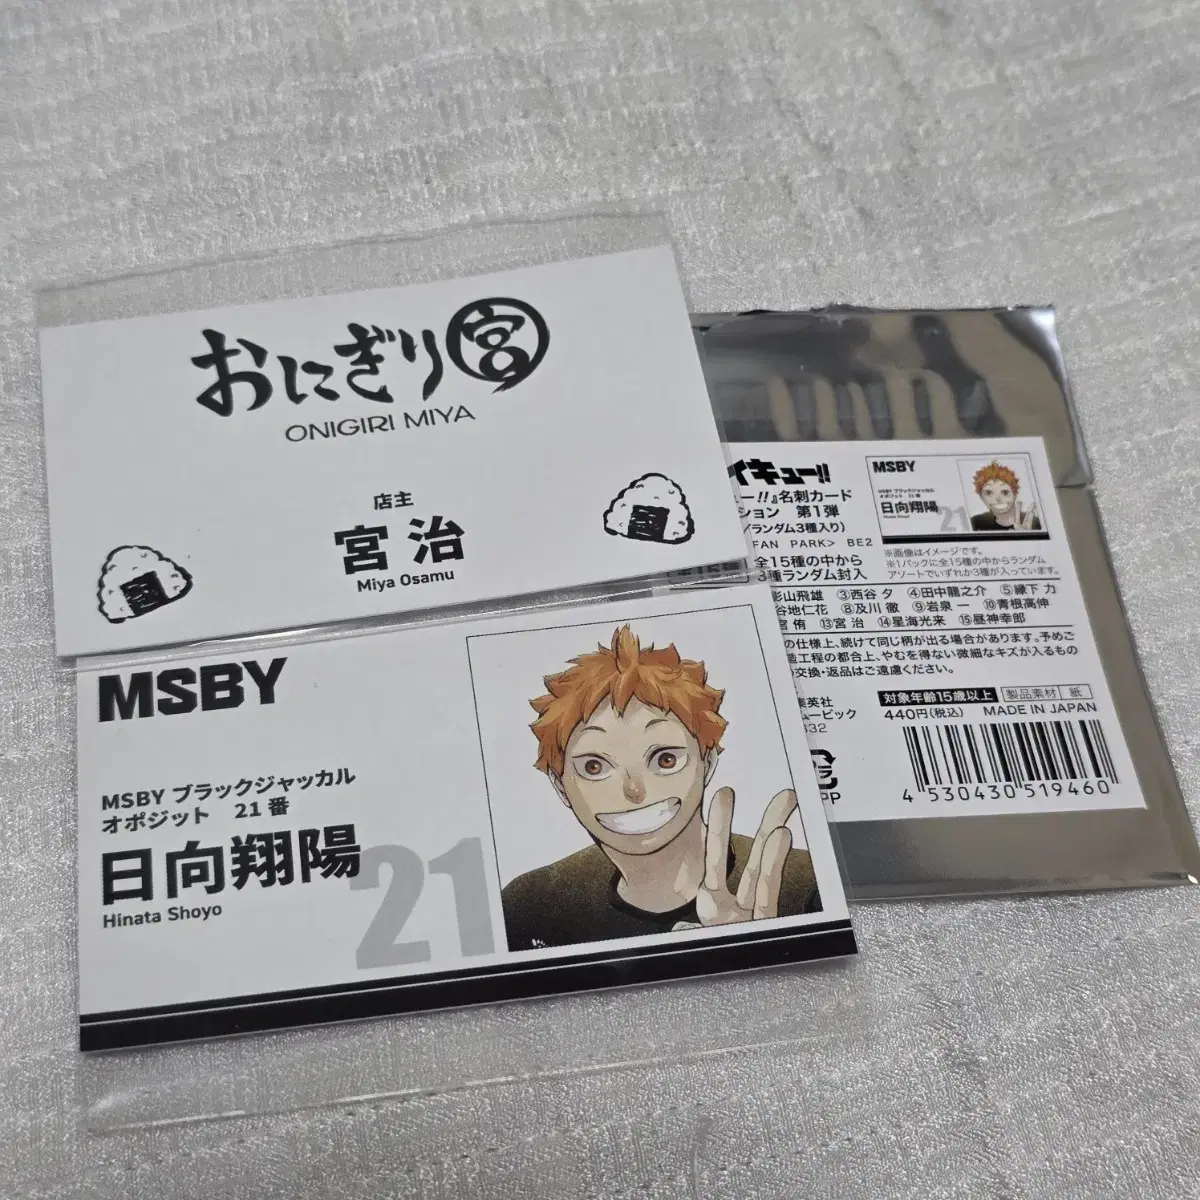 おにぎり宮
ONIGIRI MIYA
店主
宮 治
Miya Osamu
MSBY
MSBY ブラックジャッカル
オポジット 21番
日向翔陽
Hinata Shoyo
21
イキュー!!
ー!!』名刺カード
ション 第1弾
/ランダム3種入り)
FAN PARK> BE2
全15種の中から
3種ランダム封入
MSBY
MSBY ブラックジャッカル
オポジット 21番
日向翔陽
21
※画像はイメージです。
※1パックに全15種の中からランダム
アソートでいずれか3種が入っています。
影山飛雄 ③西谷 夕 ④田中龍之介 ⑤縁下 力
谷地仁花 ⑧及川 徹 ⑨岩泉 一 ⑩青根高伸
宮 侑 ⑬宮 治 ⑭星海光来 ⑮昼神幸郎
の仕様上、続けて同じ柄が出る場合があります。予めご
造工程の都合上、やむを得ない微細なキズが入るもの
の交換・返品はご遠慮ください。
集英社
ムービック
332
対象年齢15歳以上 製品素材 紙
440円(税込) MADE IN JAPAN
プラ
PP
4 530430 519460